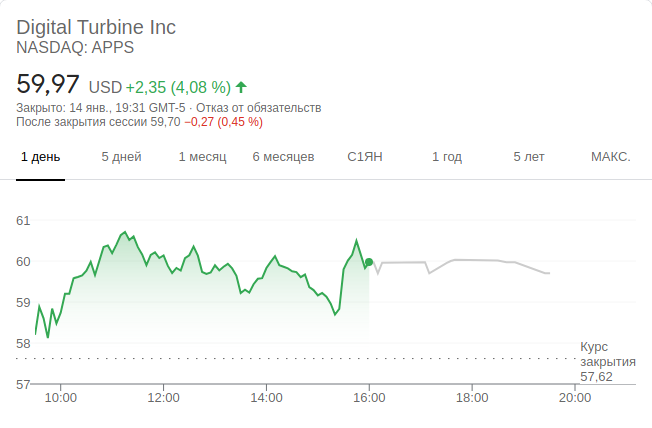 Digital Turbine Inc
NASDAQ: APPS
59,97 USD +2,35 (4,08 %)
Закрыто: 14 янв., 19:31 GMT-5 · Отказ от обязательств
После закрытия сессии 59,70 −0,27 (0,45 %)
1 день 5 дней 1 месяц 6 месяцев С1ЯН 1 год 5 лет МАКС.
61
60
59
58
Курс
закрытия
57,62
57
10:00 12:00 14:00 16:00 18:00 20:00